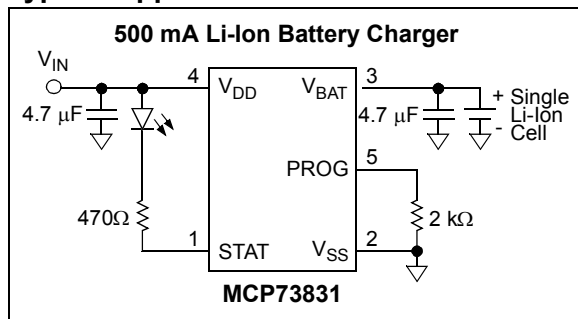 500 mA Li-Ion Battery Charger
VIN
4
VDD
VBAT
3
4.7 μF
4.7 μF
+ Single
Li-Ion
- Cell
PROG
5
470Ω
2 kΩ
1
STAT
VSS
2
MCP73831